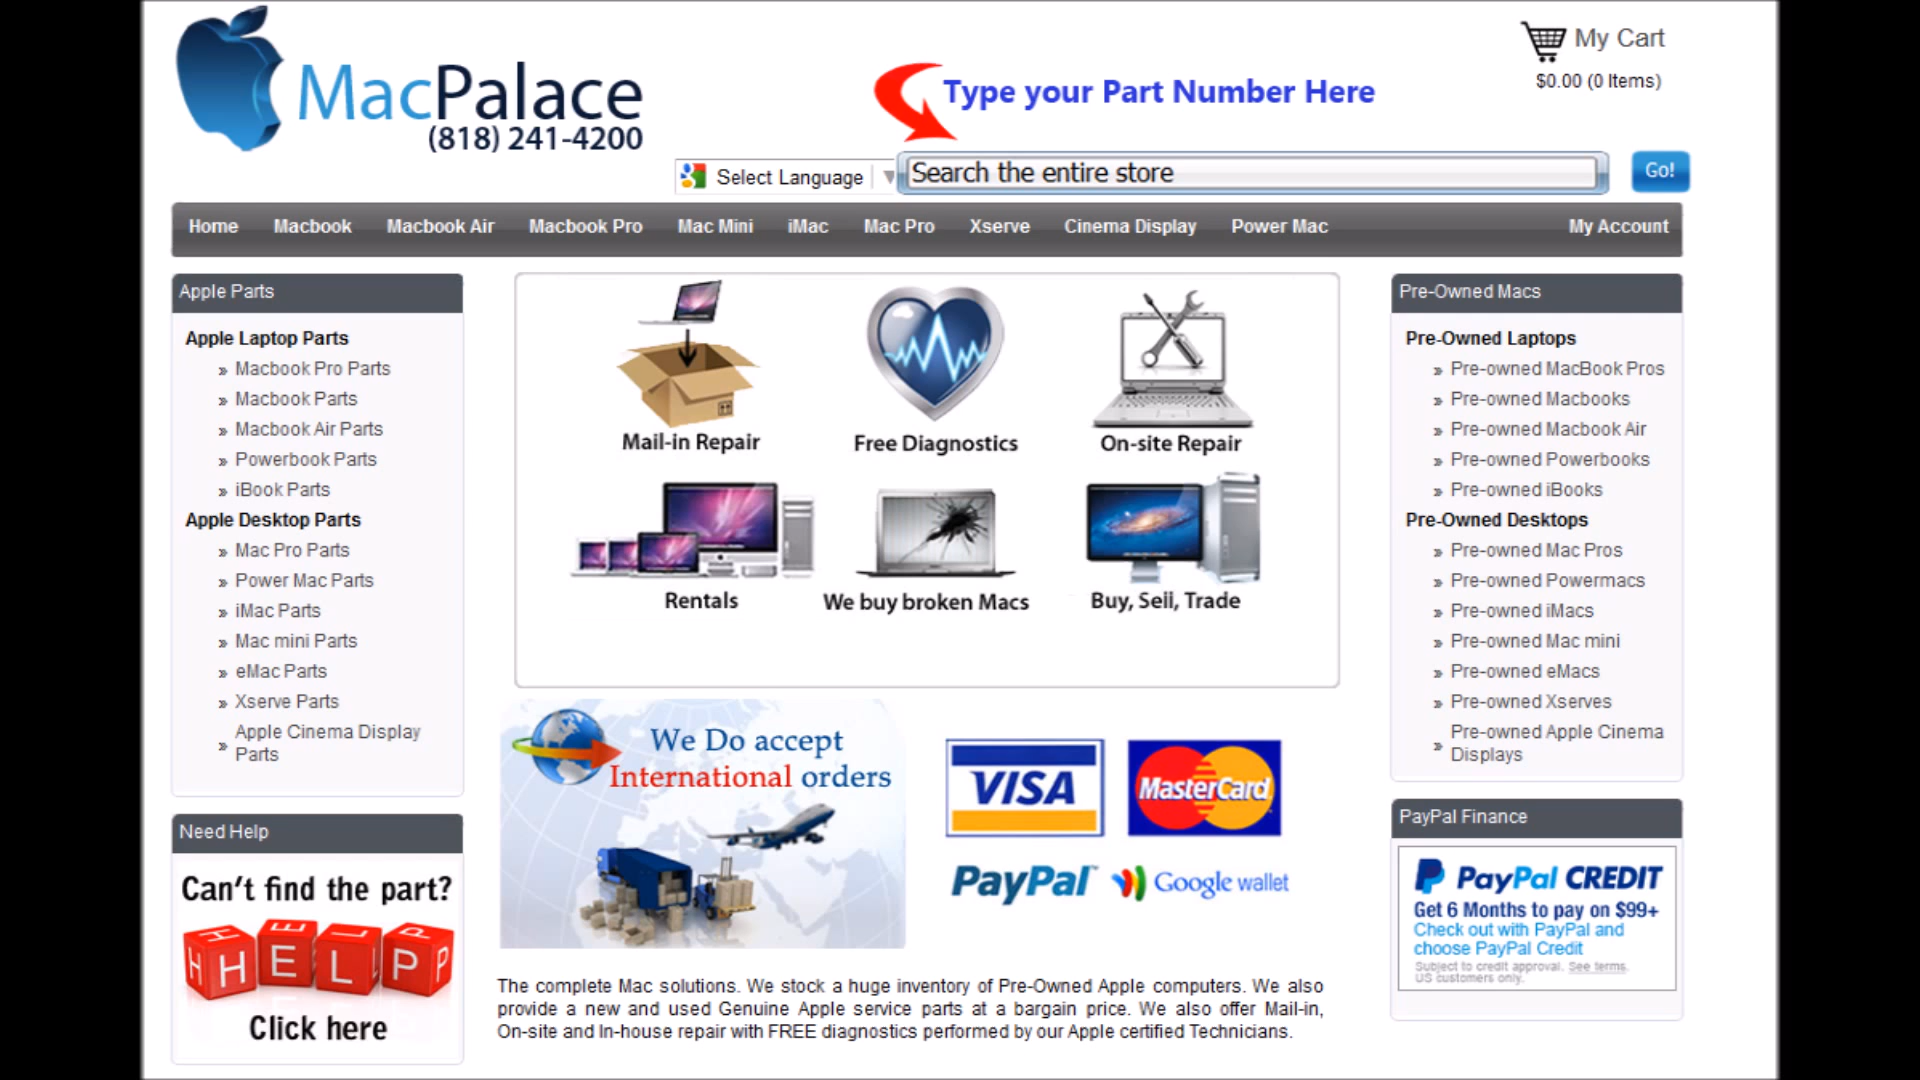 MacPalace
(818) 241-4200
Type your Part Number Here
My Cart
$0.00 (0 Items)
Select Language
Search the entire store
Go!
Home Macbook Macbook Air Macbook Pro Mac Mini iMac Mac Pro Xserve Cinema Display Power Mac My Account
Apple Parts
Apple Laptop Parts
» Macbook Pro Parts
» Macbook Parts
» Macbook Air Parts
» Powerbook Parts
» iBook Parts
Apple Desktop Parts
» Mac Pro Parts
» Power Mac Parts
» iMac Parts
» Mac mini Parts
» eMac Parts
» Xserve Parts
» Apple Cinema Display
Parts
Need Help
Can't find the part?
HELP
Click here
Mail-in Repair
Free Diagnostics
On-site Repair
Rentals
We buy broken Macs
Buy, Sell, Trade
We Do accept
International orders
VISA
MasterCard
PayPal
Google wallet
The complete Mac solutions. We stock a huge inventory of Pre-Owned Apple computers. We also
provide a new and used Genuine Apple service parts at a bargain price. We also offer Mail-in,
On-site and In-house repair with FREE diagnostics performed by our Apple certified Technicians.
Pre-Owned Macs
Pre-Owned Laptops
» Pre-owned MacBook Pros
» Pre-owned Macbooks
» Pre-owned Macbook Air
» Pre-owned Powerbooks
» Pre-owned iBooks
Pre-Owned Desktops
» Pre-owned Mac Pros
» Pre-owned Powermacs
» Pre-owned iMacs
» Pre-owned Mac mini
» Pre-owned eMacs
» Pre-owned Xserves
» Pre-owned Apple Cinema
Displays
PayPal Finance
PayPal CREDIT
Get 6 Months to pay on $99+
Check out with PayPal and
choose PayPal Credit
Subject to credit approval. See terms.
US customers only.